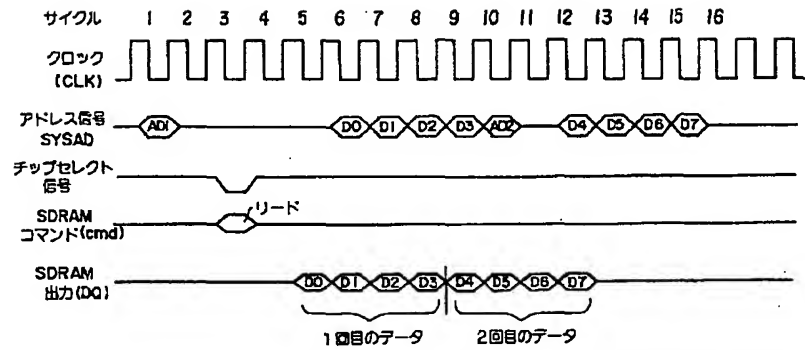 サイクル 1 2 3 4 5 6 7 8 9 10 11 12 13 14 15 16
クロック
(CLK)
アドレス信号
SYSAD
AD1 D0 D1 D2 D3 AD2 D4 D5 D6 D7
チップセレクト
信号
SDRAM
コマンド(cmd)
リード
SDRAM
出力(DQ)
D0 D1 D2 D3 D4 D5 D6 D7
1回目のデータ 2回目のデータ